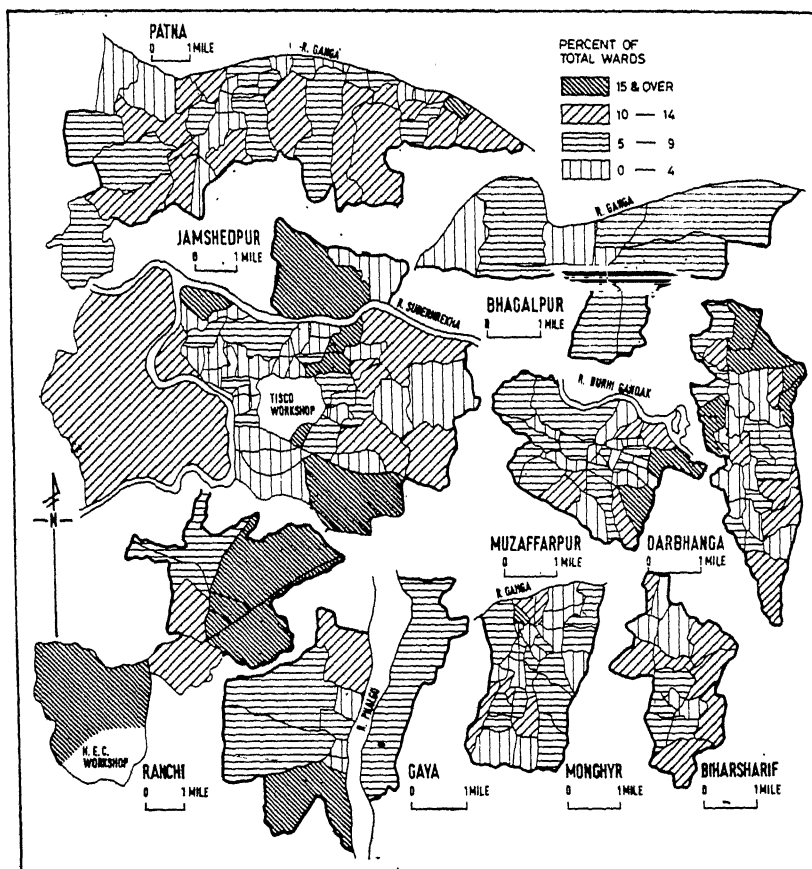 PATNA
0 1 MILE
R. GANGA
PERCENT OF
TOTAL WARDS
15 & OVER
10 — 14
5 — 9
0 — 4
JAMSHEDPUR
0 1 MILE
R. GANGA
R. SUBERNREKHA
BHAGALPUR
0 1 MILE
TISCO
WORKSHOP
R. BURHI GANDAK
N
MUZAFFARPUR
0 1 MILE
DARBHANGA
0 1 MILE
R. GANGA
R. PHALGO
H. E. C.
WORKSHOP
RANCHI
0 1 MILE
GAYA
0 1 MILE
MONGHYR
0 1 MILE
BIHARSHARIF
0 1 MILE